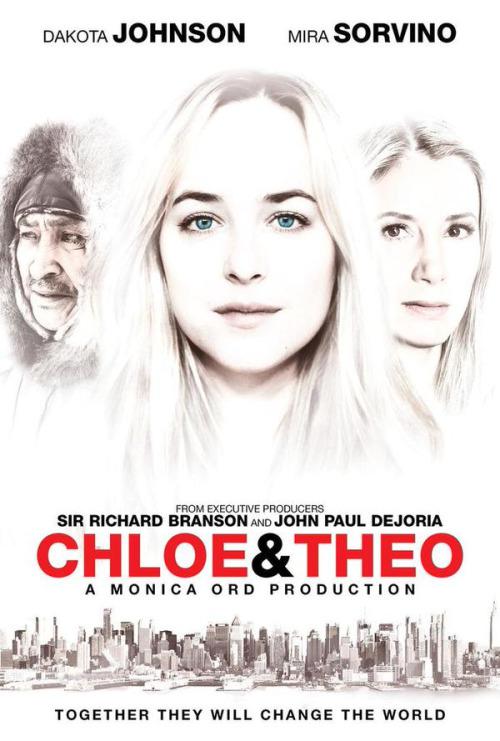 DAKOTA JOHNSON MIRA SORVINO
FROM EXECUTIVE PRODUCERS
SIR RICHARD BRANSON AND JOHN PAUL DEJORIA
CHLOE&THEO
A MONICA ORD PRODUCTION
TOGETHER THEY WILL CHANGE THE WORLD